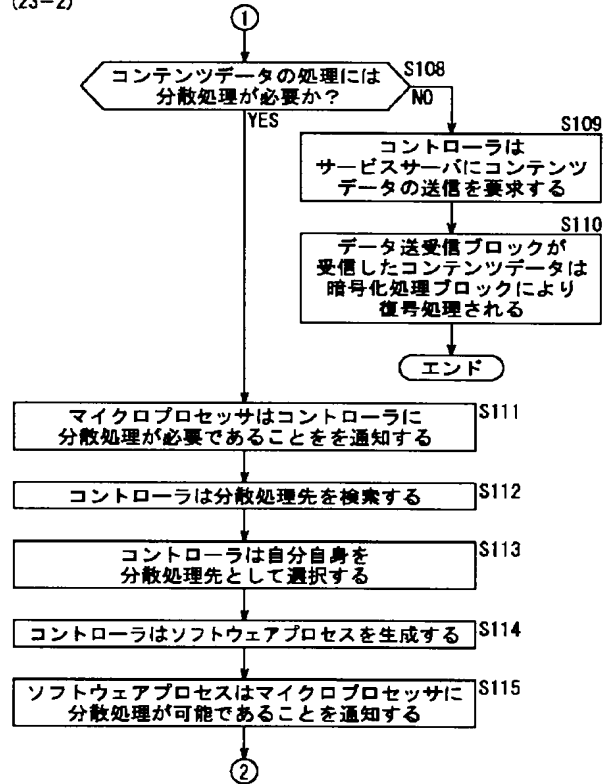 (23-2)
①
コンテンツデータの処理には
分散処理が必要か？
S108
NO
YES
S109
コントローラは
サービスサーバにコンテンツ
データの送信を要求する
S110
データ送受信ブロックが
受信したコンテンツデータは
暗号化処理ブロックにより
復号処理される
エンド
マイクロプロセッサはコントローラに
分散処理が必要であることをを通知する
S111
コントローラは分散処理先を検索する
S112
コントローラは自分自身を
分散処理先として選択する
S113
コントローラはソフトウェアプロセスを生成する
S114
ソフトウェアプロセスはマイクロプロセッサに
分散処理が可能であることを通知する
S115
②